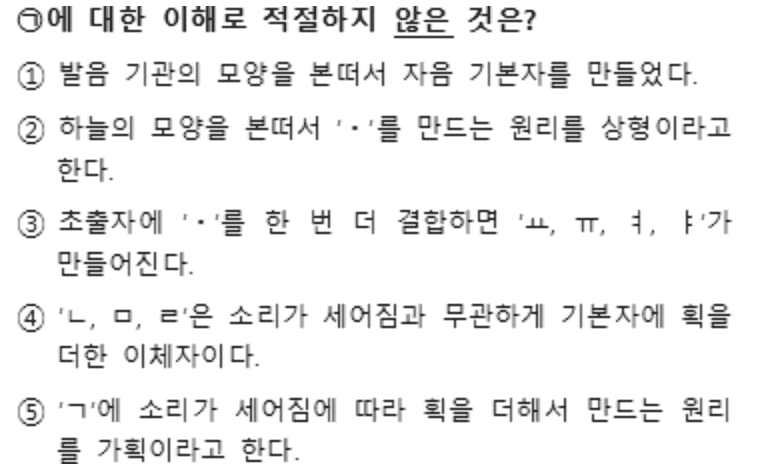 ㉠에 대한 이해로 적절하지 않은 것은?
① 발음 기관의 모양을 본떠서 자음 기본자를 만들었다.
② 하늘의 모양을 본떠서 'ㆍ'를 만드는 원리를 상형이라고
한다.
③ 초출자에 'ㆍ'를 한 번 더 결합하면 'ㅛ, ㅠ, ㅕ, ㅑ'가
만들어진다.
④ 'ㄴ, ㅁ, ㄹ'은 소리가 세어짐과 무관하게 기본자에 획을
더한 이체자이다.
⑤ 'ㄱ'에 소리가 세어짐에 따라 획을 더해서 만드는 원리
를 가획이라고 한다.